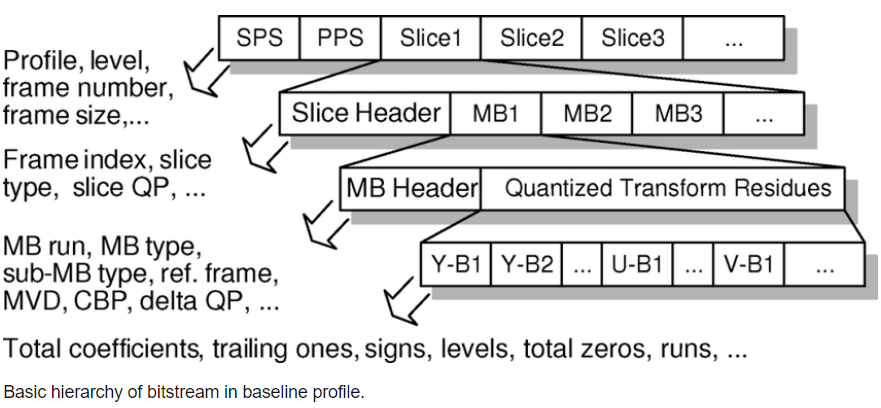 SPS PPS Slice1 Slice2 Slice3 ...
Profile, level,
frame number,
frame size,...
Slice Header MB1 MB2 MB3 ...
Frame index, slice
type, slice QP, ...
MB Header Quantized Transform Residues
MB run, MB type,
sub-MB type, ref. frame,
MVD, CBP, delta QP, ...
Y-B1 Y-B2 ... U-B1 ... V-B1 ...
Total coefficients, trailing ones, signs, levels, total zeros, runs, ...
Basic hierarchy of bitstream in baseline profile.